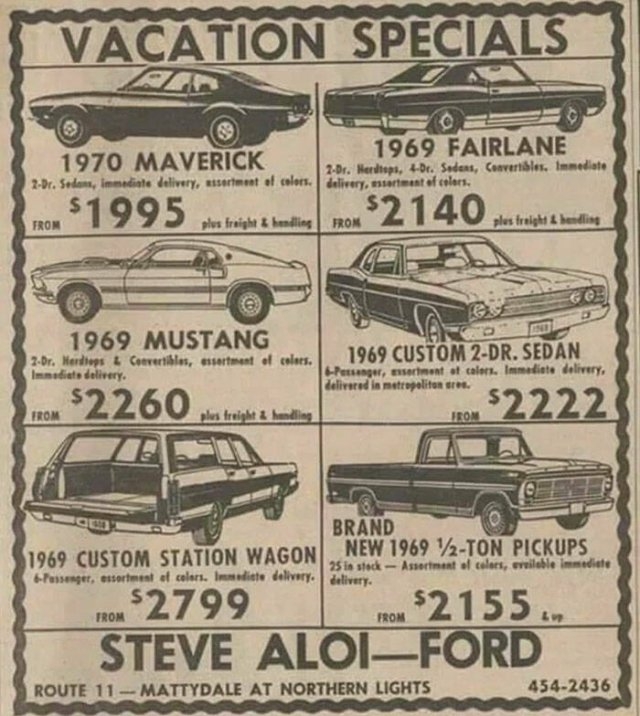 VACATION SPECIALS
1970 MAVERICK
2-Dr. Sedans, immediate delivery, assortment of colors.
FROM $1995 plus freight & handling
1969 FAIRLANE
2-Dr. Hardtops, 4-Dr. Sedans, Convertibles. Immediate
delivery, assortment of colors.
FROM $2140 plus freight & handling
1969 MUSTANG
2-Dr. Hardtops & Convertibles, assortment of colors.
Immediate delivery.
FROM $2260 plus freight & handling
1969 CUSTOM 2-DR. SEDAN
6-Passenger, assortment of colors. Immediate delivery,
delivered in metropolitan area.
FROM $2222
1969 CUSTOM STATION WAGON
6-Passenger, assortment of colors. Immediate delivery.
FROM $2799
BRAND
NEW 1969 ½-TON PICKUPS
25 in stock — Assortment of colors, available immediate
delivery.
FROM $2155 & up
STEVE ALOI—FORD
ROUTE 11 — MATTYDALE AT NORTHERN LIGHTS 454-2436